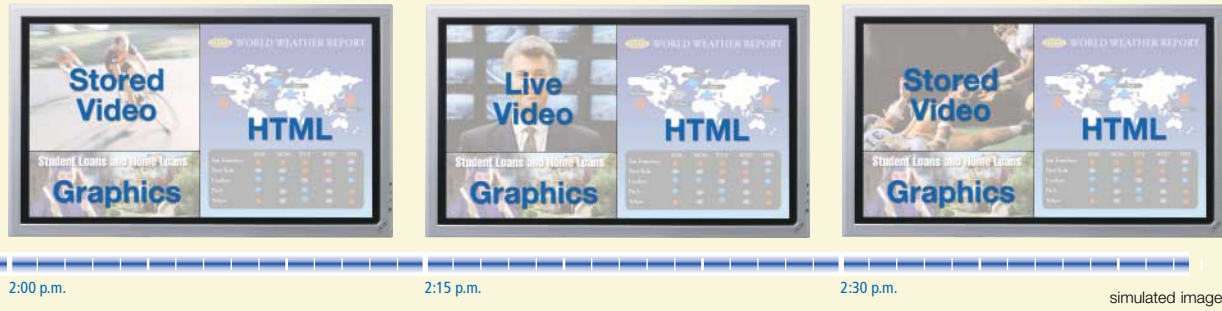 Stored
Video
WORLD WEATHER REPORT
HTML
Student Loans and Home Loans
Graphics
Live
Video
WORLD WEATHER REPORT
HTML
Student Loans and Home Loans
Graphics
Stored
Video
WORLD WEATHER REPORT
HTML
Student Loans and Home Loans
Graphics
2:00 p.m.
2:15 p.m.
2:30 p.m.
simulated image